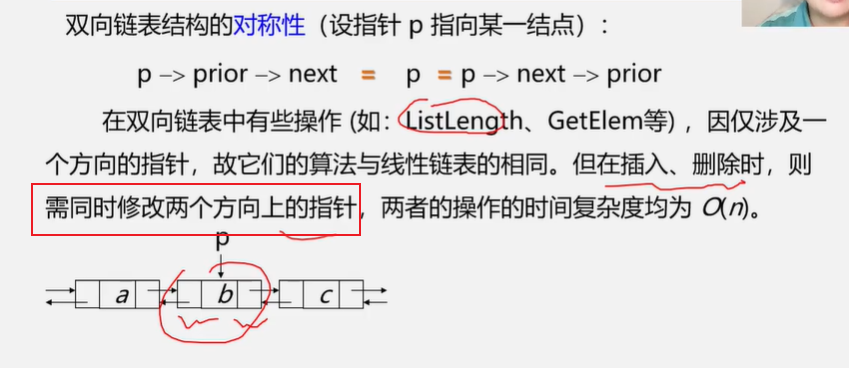 双向链表结构的对称性（设指针 p 指向某一结点）：
p –> prior –> next = p = p –> next –> prior
在双向链表中有些操作 (如：ListLength、GetElem等) ，因仅涉及一
个方向的指针，故它们的算法与线性链表的相同。但在插入、删除时，则
需同时修改两个方向上的指针，两者的操作的时间复杂度均为 O(n)。
p
a b c